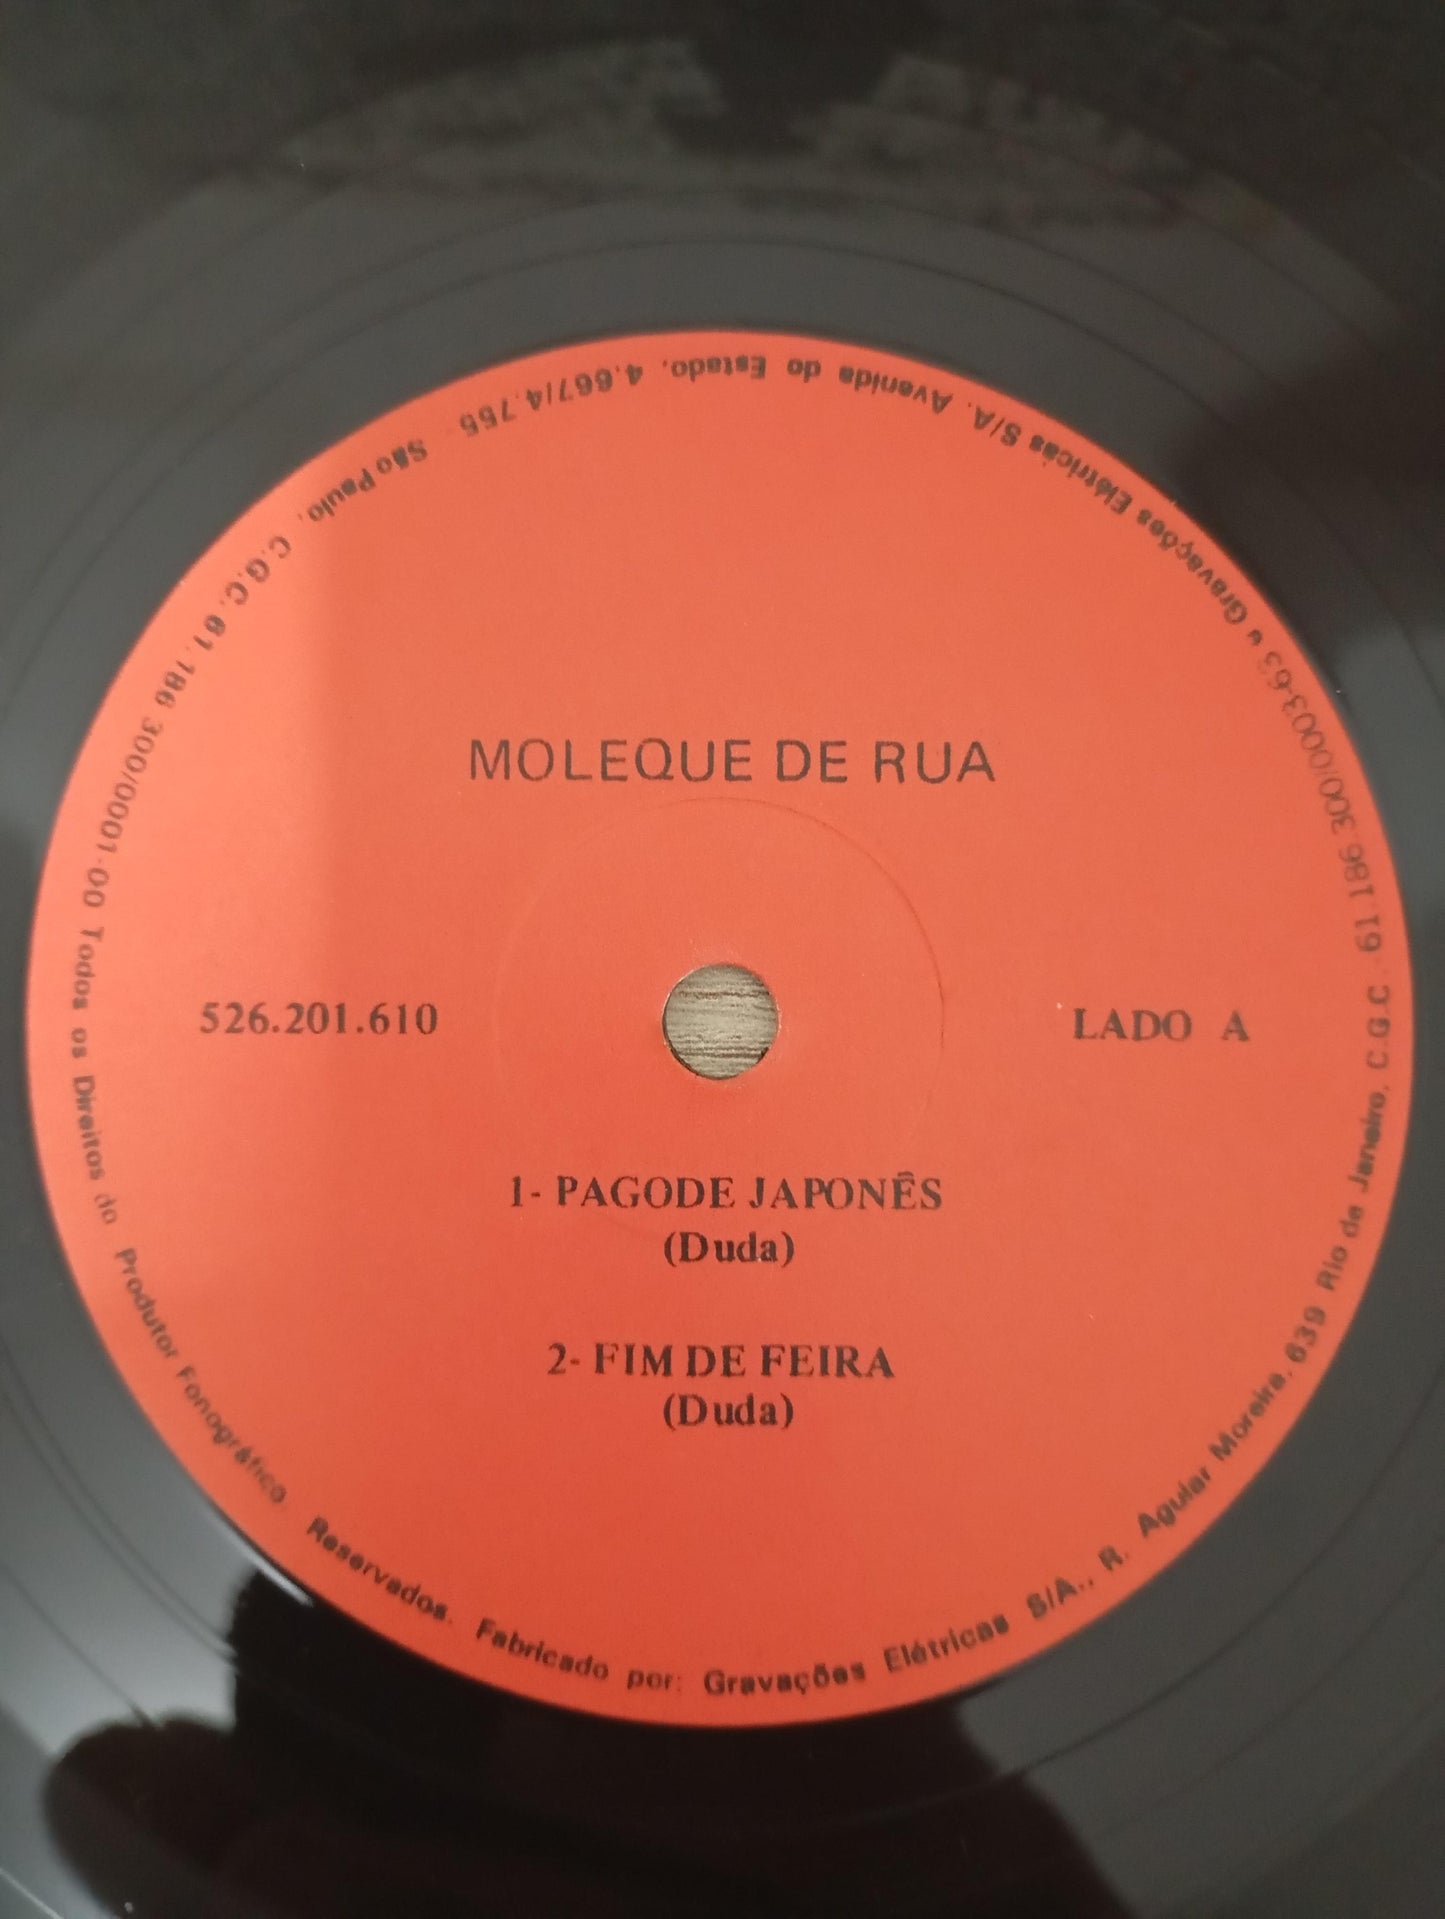 MOLEQUE DE RUA
526.201.610
LADO A
1- PAGODE JAPONÊS
(Duda)
2- FIM DE FEIRA
(Duda)
Todos os Direitos do Produtor Fonográfico Reservados. Fabricado por: Gravações Elétricas S/A., R. Aguiar Moreira, 639 Rio de Janeiro, C.G.C. 61.186.300/0003-63 e Gravações Elétricas S/A. Avenida do Estado, 4.667/4.755 - São Paulo, C.G.C. 61.186 300/0001-00